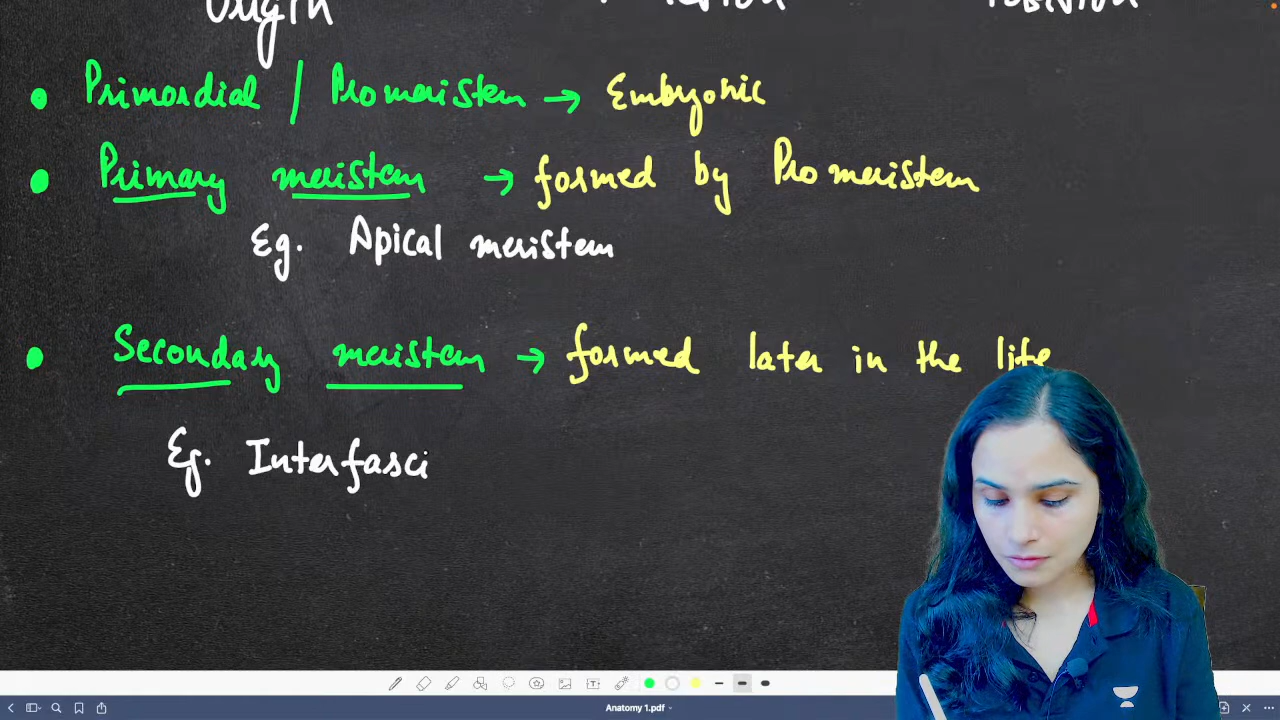 Origin
Primordial / Promeristem → Embryonic
Primary meristem → formed by Promeristem
Eg. Apical meristem
Secondary meristem → formed later in the life
Eg. Interfasci
Anatomy 1.pdf